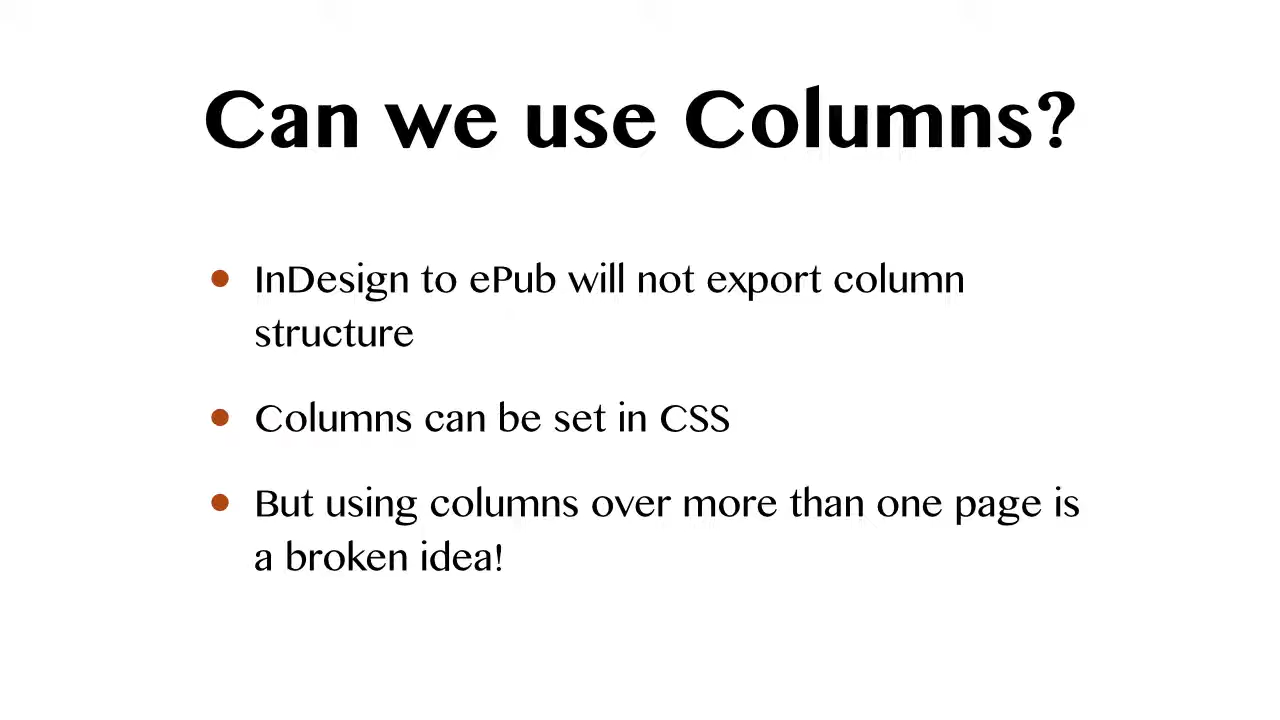 Can we use Columns?
• InDesign to ePub will not export column
structure
• Columns can be set in CSS
• But using columns over more than one page is
a broken idea!